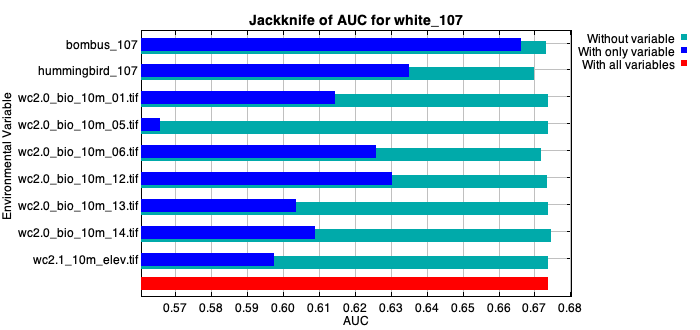 Jackknife of AUC for white_107
Without variable
With only variable
With all variables
Environmental Variable
bombus_107
hummingbird_107
wc2.0_bio_10m_01.tif
wc2.0_bio_10m_05.tif
wc2.0_bio_10m_06.tif
wc2.0_bio_10m_12.tif
wc2.0_bio_10m_13.tif
wc2.0_bio_10m_14.tif
wc2.1_10m_elev.tif
0.57 0.58 0.59 0.60 0.61 0.62 0.63 0.64 0.65 0.66 0.67 0.68
AUC